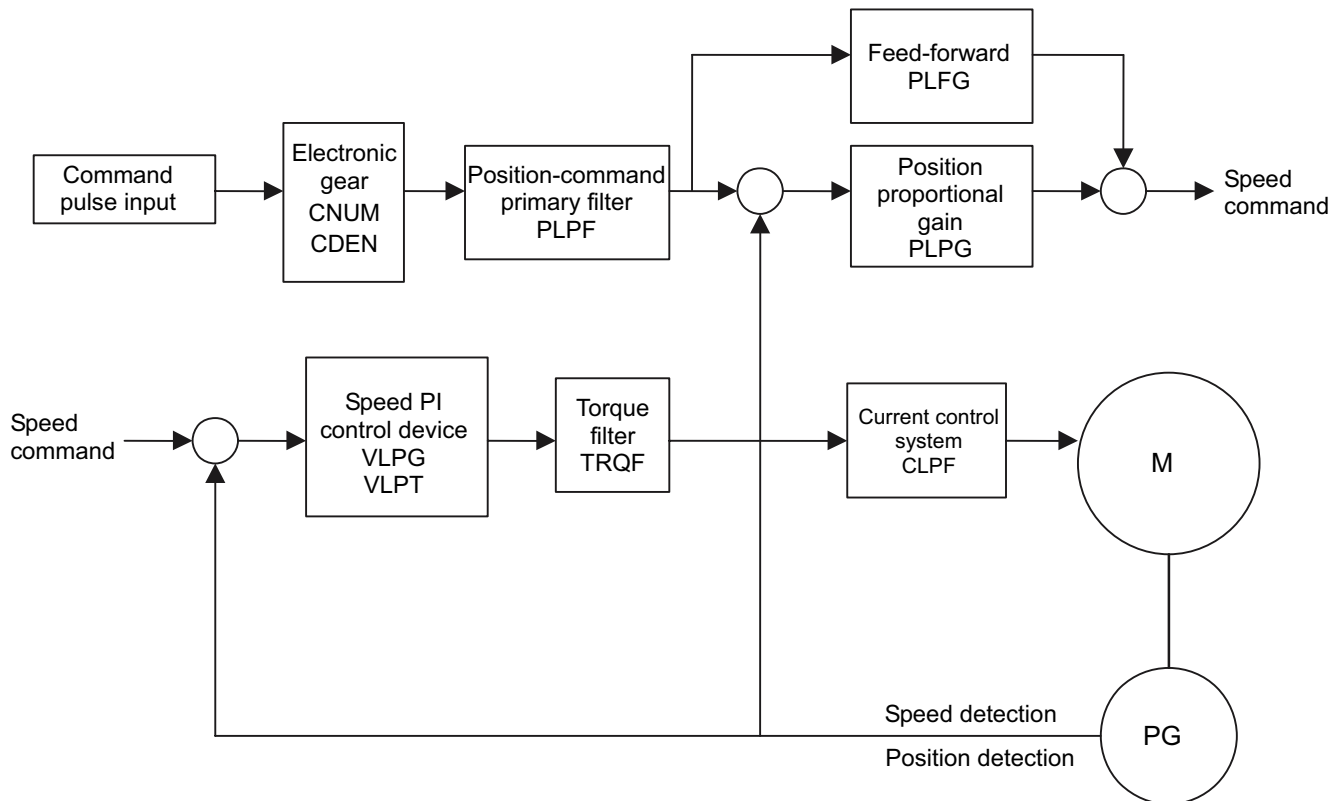 Feed-forward
PLFG
Command
pulse input
Electronic
gear
CNUM
CDEN
Position-command
primary filter
PLPF
Position
proportional
gain
PLPG
Speed
command
Speed
command
Speed PI
control device
VLPG
VLPT
Torque
filter
TRQF
Current control
system
CLPF
M
Speed detection
Position detection
PG